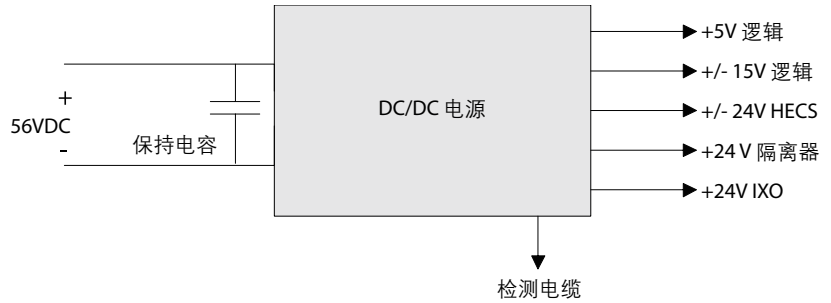 +5V 逻辑
+/- 15V 逻辑
+
56VDC
-
保持电容
DC/DC 电源
+/- 24V HECS
+24 V 隔离器
+24V IXO
检测电缆